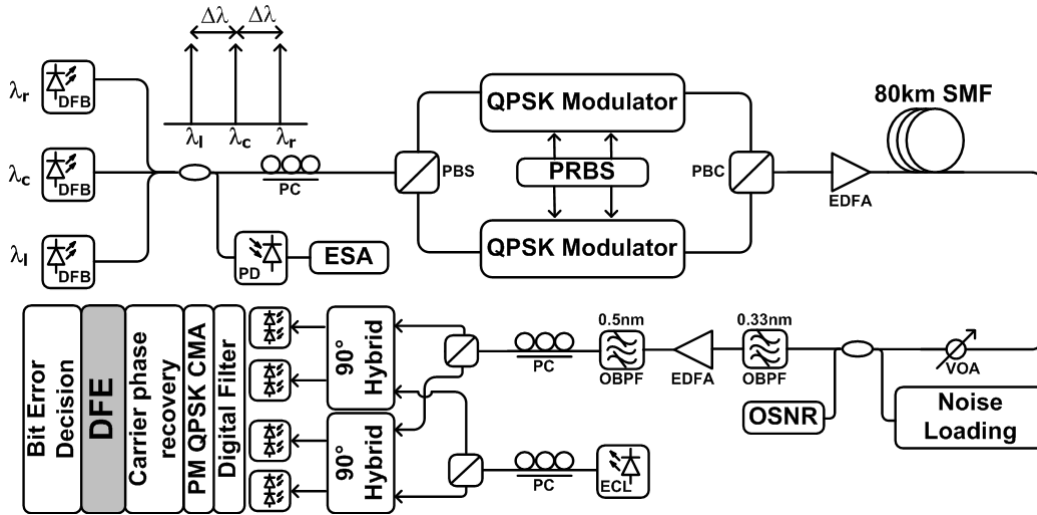 Δλ Δλ
λr
DFB
λl λc λr
λc
DFB
PC
λl
DFB
PD
ESA
PBS
QPSK Modulator
PRBS
QPSK Modulator
PBC
EDFA
80km SMF
Bit Error
Decision
DFE
Carrier phase
recovery
PM QPSK CMA
Digital Filter
90°
Hybrid
90°
Hybrid
PC
0.5nm
OBPF
EDFA
0.33nm
OBPF
VOA
OSNR
Noise
Loading
PC
ECL